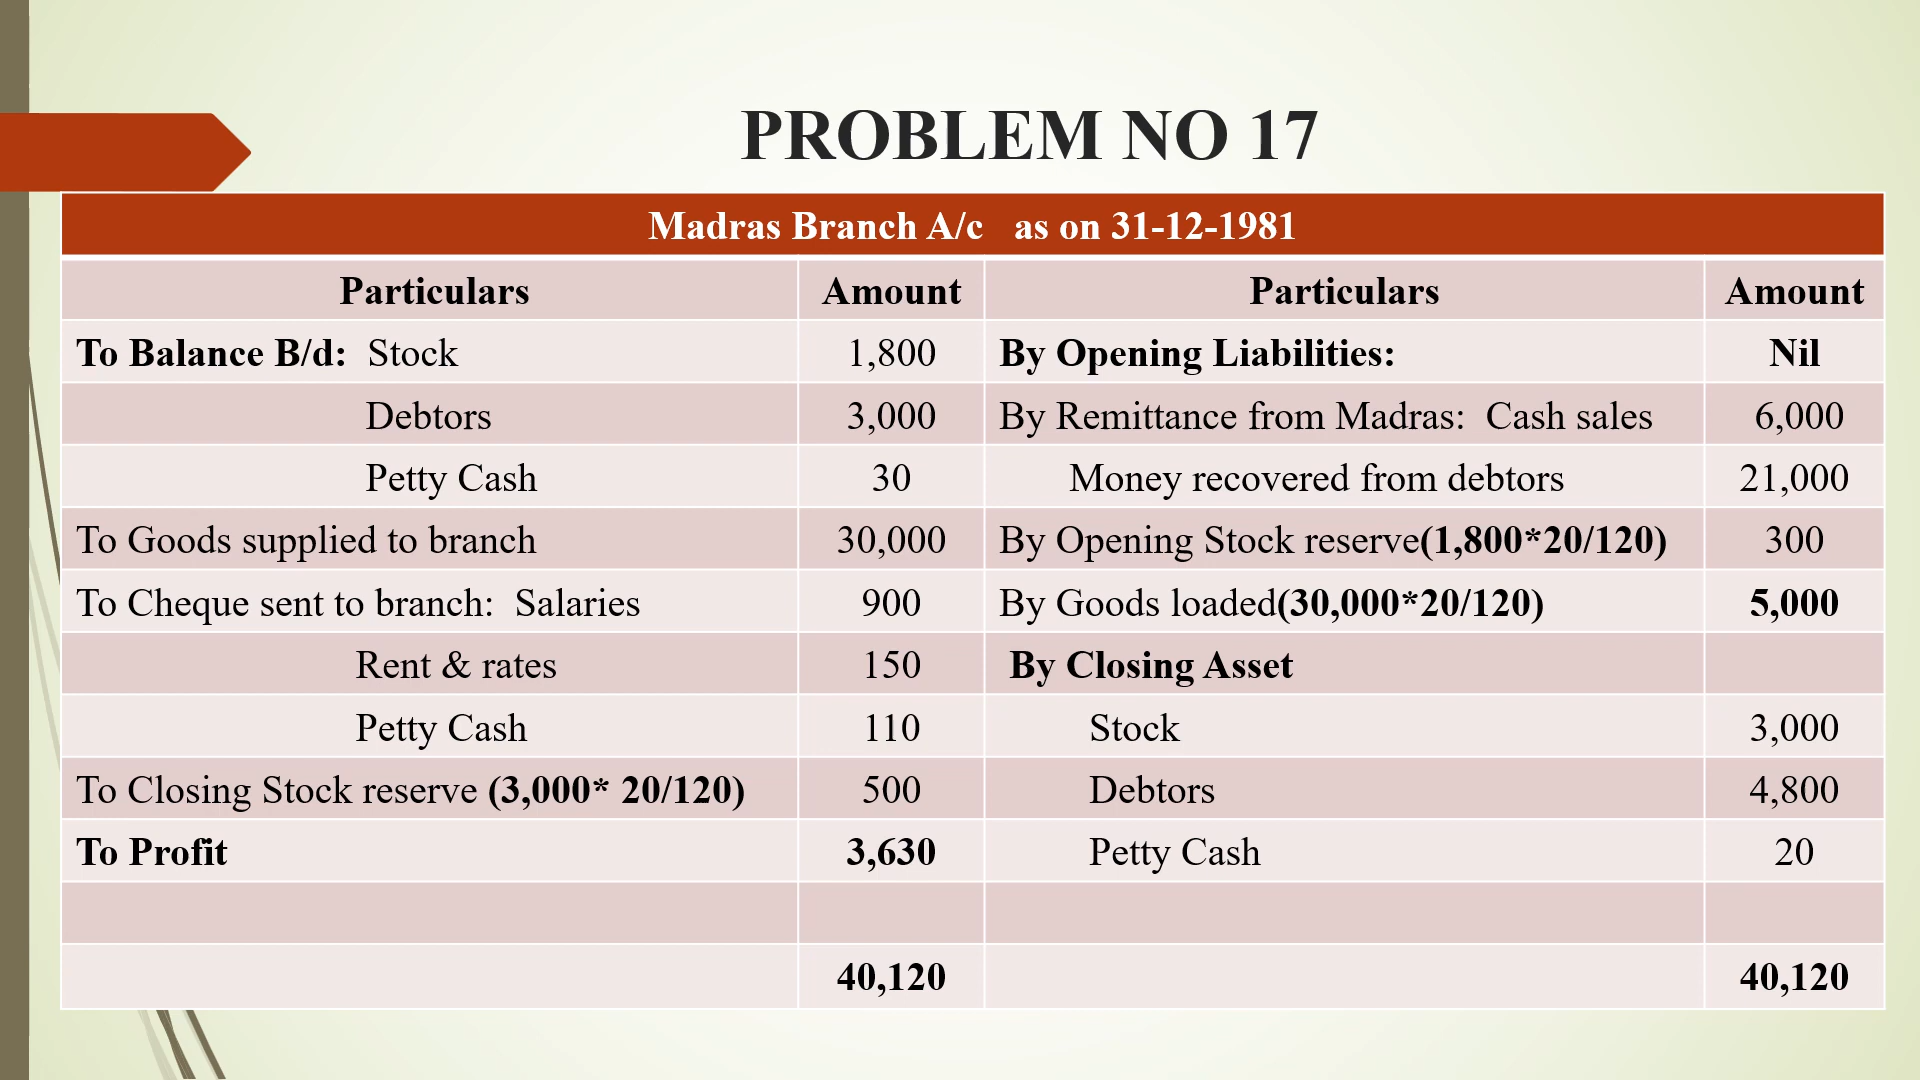 PROBLEM NO 17
Madras Branch A/c as on 31-12-1981
Particulars Amount Particulars Amount
To Balance B/d: Stock 1,800 By Opening Liabilities: Nil
Debtors 3,000 By Remittance from Madras: Cash sales 6,000
Petty Cash 30 Money recovered from debtors 21,000
To Goods supplied to branch 30,000 By Opening Stock reserve(1,800*20/120) 300
To Cheque sent to branch: Salaries 900 By Goods loaded(30,000*20/120) 5,000
Rent & rates 150 By Closing Asset
Petty Cash 110 Stock 3,000
To Closing Stock reserve (3,000* 20/120) 500 Debtors 4,800
To Profit 3,630 Petty Cash 20
40,120 40,120